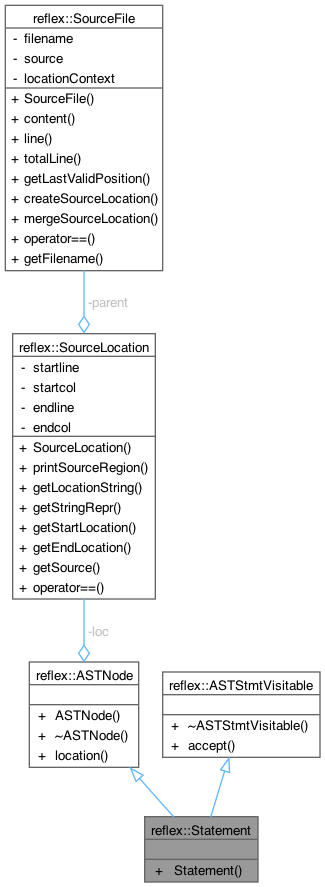 reflex::SourceFile
- filename
- source
- locationContext
+ SourceFile()
+ content()
+ line()
+ totalLine()
+ getLastValidPosition()
+ createSourceLocation()
+ mergeSourceLocation()
+ operator==()
+ getFilename()
-parent
reflex::SourceLocation
- startline
- startcol
- endline
- endcol
+ SourceLocation()
+ printSourceRegion()
+ getLocationString()
+ getStringRepr()
+ getStartLocation()
+ getEndLocation()
+ getSource()
+ operator==()
-loc
reflex::ASTNode
+ ASTNode()
+ ~ASTNode()
+ location()
reflex::ASTStmtVisitable
+ ~ASTStmtVisitable()
+ accept()
reflex::Statement
+ Statement()